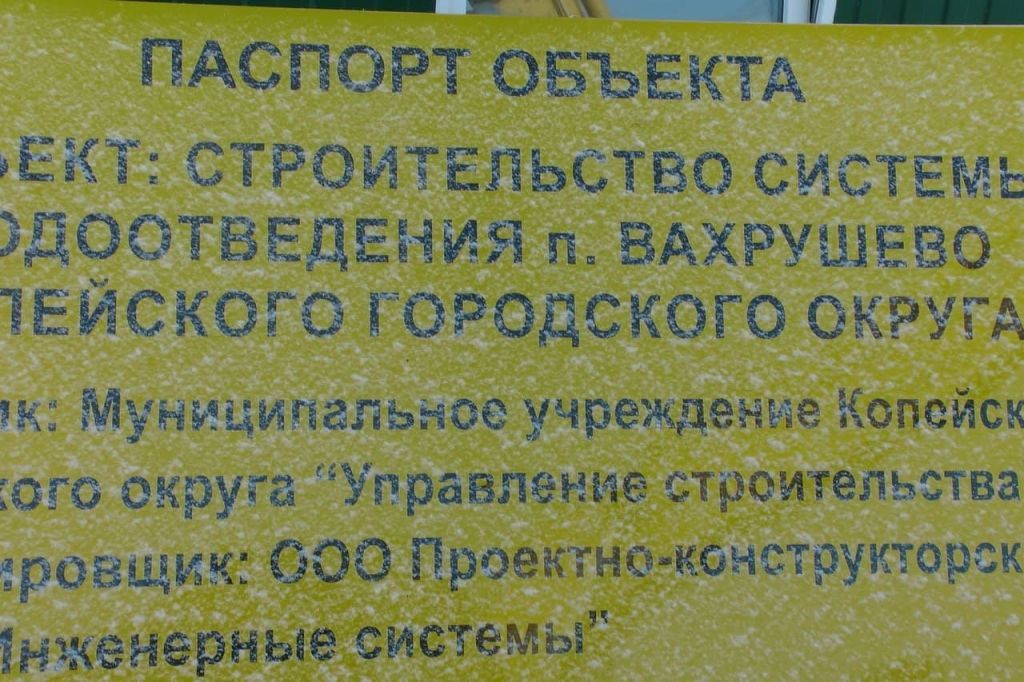 ПАСПОРТ ОБЪЕКТА
ЪЕКТ: СТРОИТЕЛЬСТВО СИСТЕМЫ
ОДООТВЕДЕНИЯ п. ВАХРУШЕВО
ПЕЙСКОГО ГОРОДСКОГО ОКРУГА
ик: Муниципальное учреждение Копейск
кого округа “Управление строительства
ировщик: ООО Проектно-конструкторск
Инженерные системы”